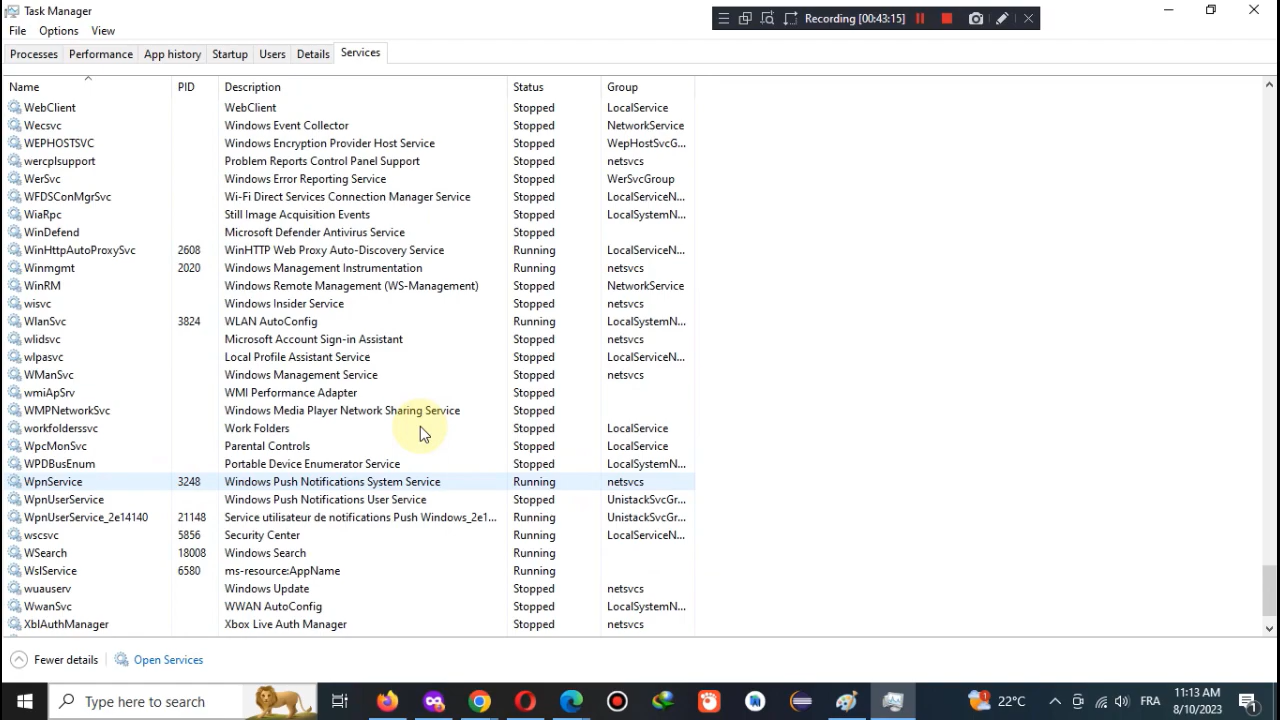 Task Manager
Recording [00:43:15]
File Options View
Processes Performance App history Startup Users Details Services
Name PID Description Status Group
WebClient WebClient Stopped LocalService
Wecsvc Windows Event Collector Stopped NetworkService
WEPHOSTSVC Windows Encryption Provider Host Service Stopped WepHostSvcG...
wercplsupport Problem Reports Control Panel Support Stopped netsvcs
WerSvc Windows Error Reporting Service Stopped WerSvcGroup
WFDSConMgrSvc Wi-Fi Direct Services Connection Manager Service Stopped LocalServiceN...
WiaRpc Still Image Acquisition Events Stopped LocalSystemN...
WinDefend Microsoft Defender Antivirus Service Stopped
WinHttpAutoProxySvc 2608 WinHTTP Web Proxy Auto-Discovery Service Running LocalServiceN...
Winmgmt 2020 Windows Management Instrumentation Running netsvcs
WinRM Windows Remote Management (WS-Management) Stopped NetworkService
wisvc Windows Insider Service Stopped netsvcs
WlanSvc 3824 WLAN AutoConfig Running LocalSystemN...
wlidsvc Microsoft Account Sign-in Assistant Stopped netsvcs
wlpasvc Local Profile Assistant Service Stopped LocalServiceN...
WManSvc Windows Management Service Stopped netsvcs
wmiApSrv WMI Performance Adapter Stopped
WMPNetworkSvc Windows Media Player Network Sharing Service Stopped
workfolderssvc Work Folders Stopped LocalService
WpcMonSvc Parental Controls Stopped LocalService
WPDBusEnum Portable Device Enumerator Service Stopped LocalSystemN...
WpnService 3248 Windows Push Notifications System Service Running netsvcs
WpnUserService Windows Push Notifications User Service Stopped UnistackSvcGr...
WpnUserService_2e14140 21148 Service utilisateur de notifications Push Windows_2e1... Running UnistackSvcGr...
wscsvc 5856 Security Center Running LocalServiceN...
WSearch 18008 Windows Search Running
WslService 6580 ms-resource:AppName Running
wuauserv Windows Update Stopped netsvcs
WwanSvc WWAN AutoConfig Stopped LocalSystemN...
XblAuthManager Xbox Live Auth Manager Stopped netsvcs
Fewer details Open Services
Type here to search
1
22°C
FRA
11:13 AM
8/10/2023
1